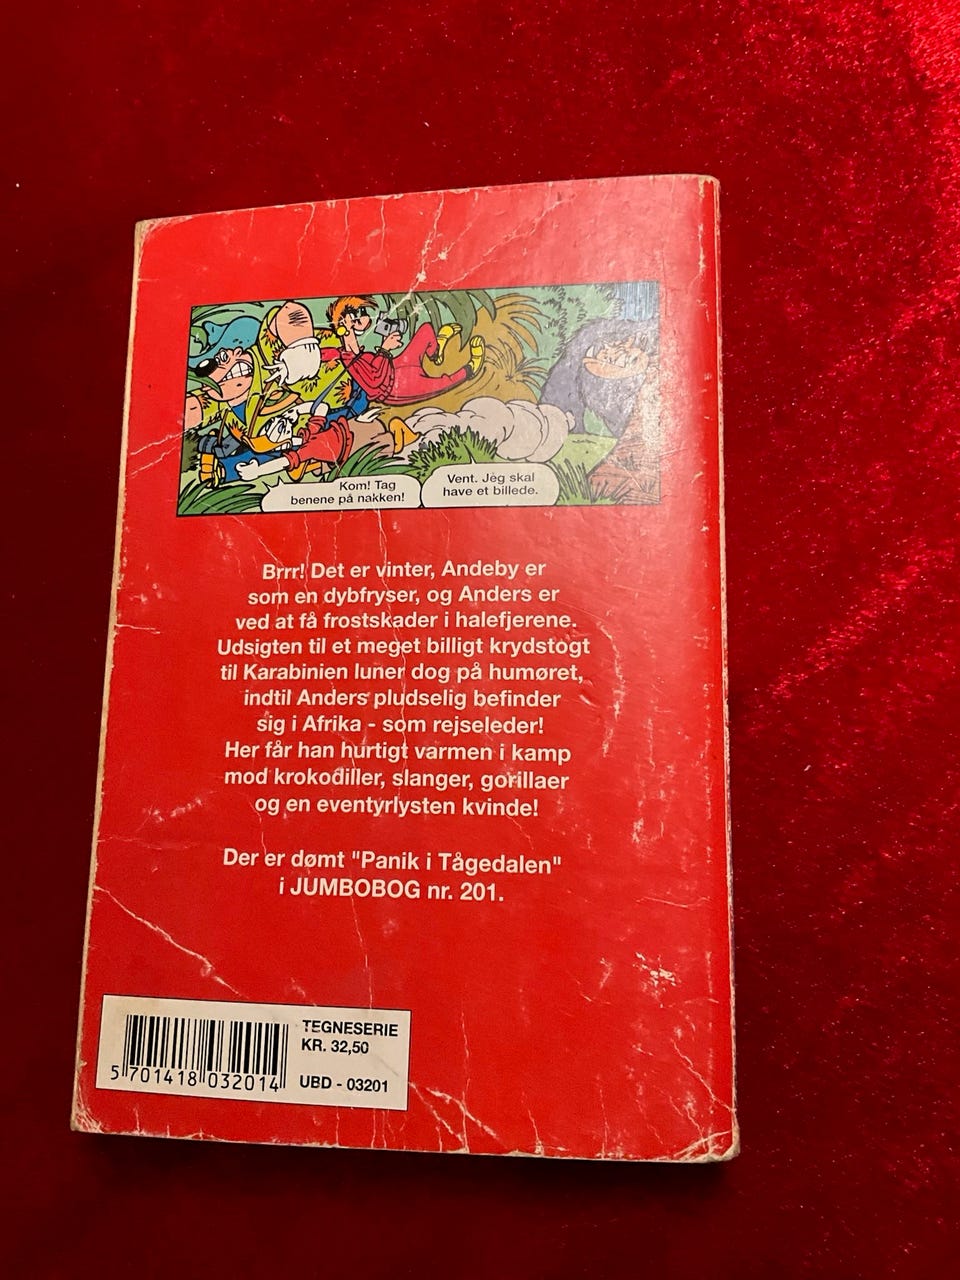 Kom! Tag
benene på nakken!
Vent. Jeg skal
have et billede.
Brrr! Det er vinter, Andeby er
som en dybfryser, og Anders er
ved at få frostskader i halefjerene.
Udsigten til et meget billigt krydstogt
til Karabinien luner dog på humøret,
indtil Anders pludselig befinder
sig i Afrika - som rejseleder!
Her får han hurtigt varmen i kamp
mod krokodiller, slanger, gorillaer
og en eventyrlysten kvinde!
Der er dømt "Panik i Tågedalen"
i JUMBOBOG nr. 201.
TEGNESERIE
KR. 32,50
UBD - 03201
5 701418 032014